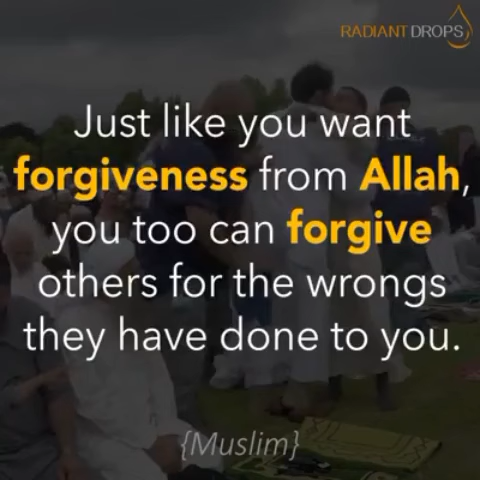 RADIANT DROPS
Just like you want
forgiveness from Allah,
you too can forgive
others for the wrongs
they have done to you.
{Muslim}